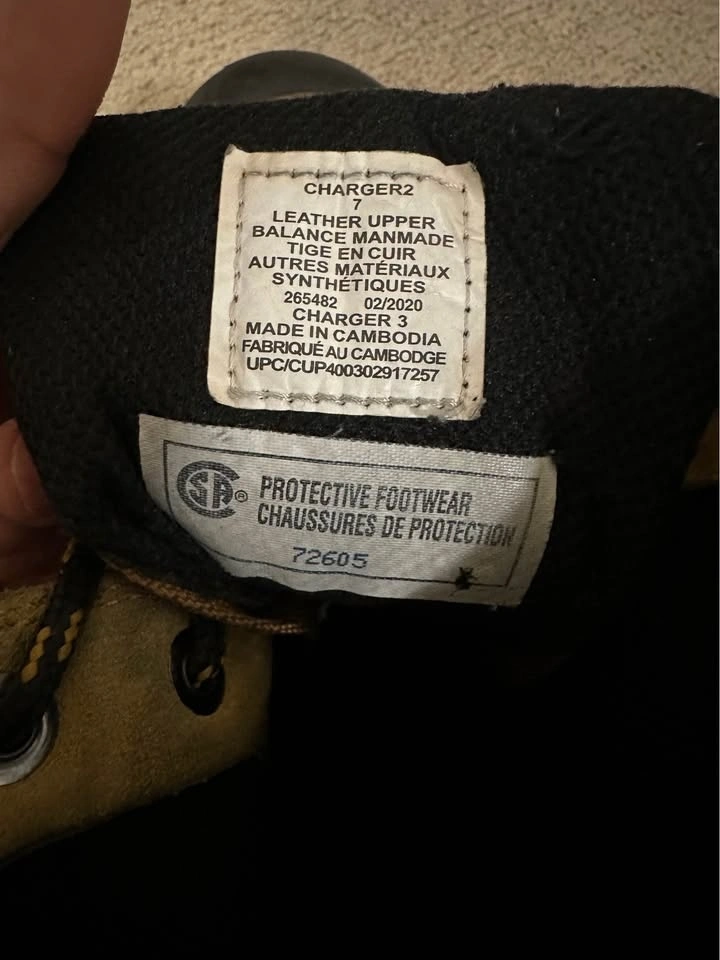 CHARGER2
7
LEATHER UPPER
BALANCE MANMADE
TIGE EN CUIR
AUTRES MATÉRIAUX
SYNTHÉTIQUES
265482 02/2020
CHARGER 3
MADE IN CAMBODIA
FABRIQUÉ AU CAMBODGE
UPC/CUP400302917257
CSA® PROTECTIVE FOOTWEAR
CHAUSSURES DE PROTECTION
72605